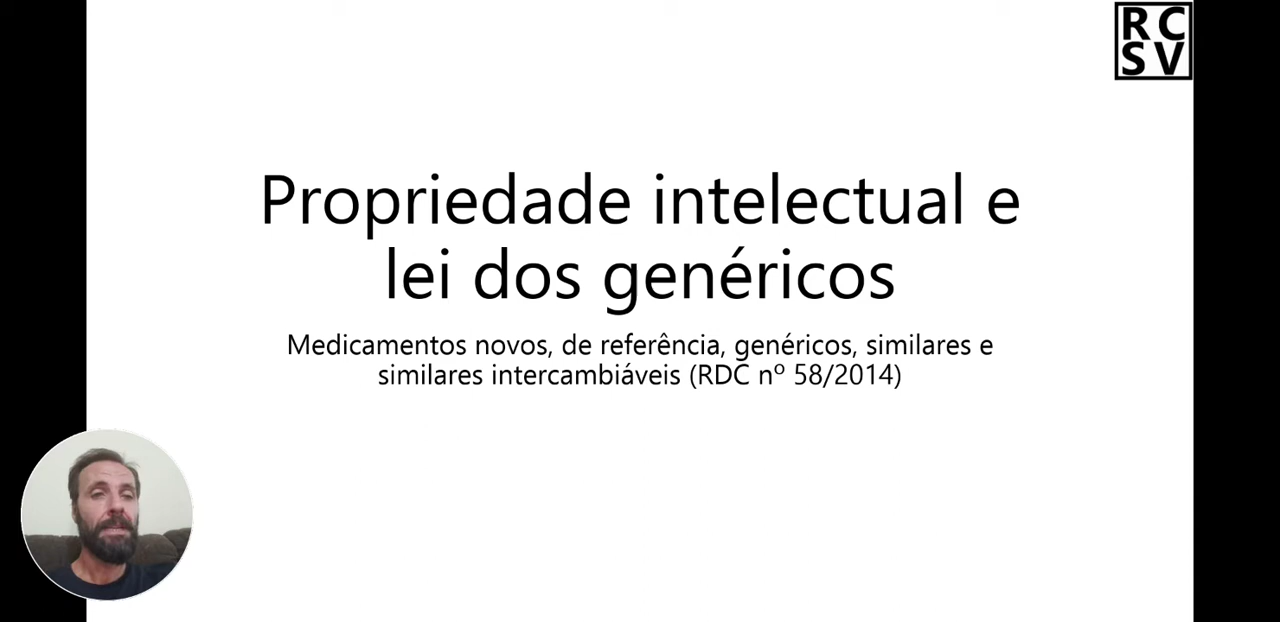 RC
SV
Propriedade intelectual e
lei dos genéricos
Medicamentos novos, de referência, genéricos, similares e
similares intercambiáveis (RDC nº 58/2014)